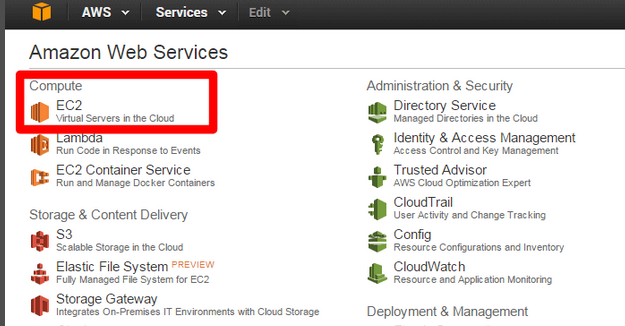 AWS Services Edit
Amazon Web Services
Compute
EC2
Virtual Servers in the Cloud
Lambda
Run Code in Response to Events
EC2 Container Service
Run and Manage Docker Containers
Storage & Content Delivery
S3
Scalable Storage in the Cloud
Elastic File System PREVIEW
Fully Managed File System for EC2
Storage Gateway
Integrates On-Premises IT Environments with Cloud Storage
Administration & Security
Directory Service
Managed Directories in the Cloud
Identity & Access Management
Access Control and Key Management
Trusted Advisor
AWS Cloud Optimization Expert
CloudTrail
User Activity and Change Tracking
Config
Resource Configurations and Inventory
CloudWatch
Resource and Application Monitoring
Deployment & Management